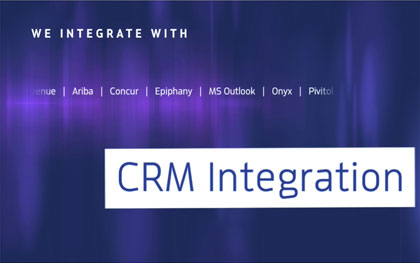 WE INTEGRATE WITH
enue | Ariba | Concur | Epiphany | MS Outlook | Onyx | Pivitol
CRM Integration